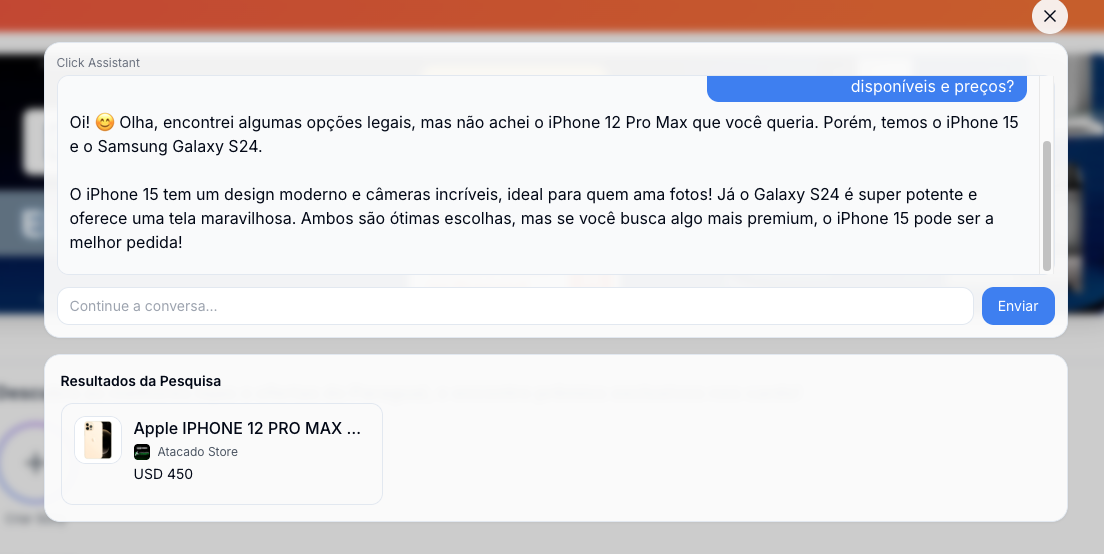 Click Assistant
disponíveis e preços?
Oi! 😊 Olha, encontrei algumas opções legais, mas não achei o iPhone 12 Pro Max que você queria. Porém, temos o iPhone 15
e o Samsung Galaxy S24.
O iPhone 15 tem um design moderno e câmeras incríveis, ideal para quem ama fotos! Já o Galaxy S24 é super potente e
oferece uma tela maravilhosa. Ambos são ótimas escolhas, mas se você busca algo mais premium, o iPhone 15 pode ser a
melhor pedida!
Continue a conversa...
Enviar
Resultados da Pesquisa
Apple IPHONE 12 PRO MAX ...
Atacado Store
USD 450